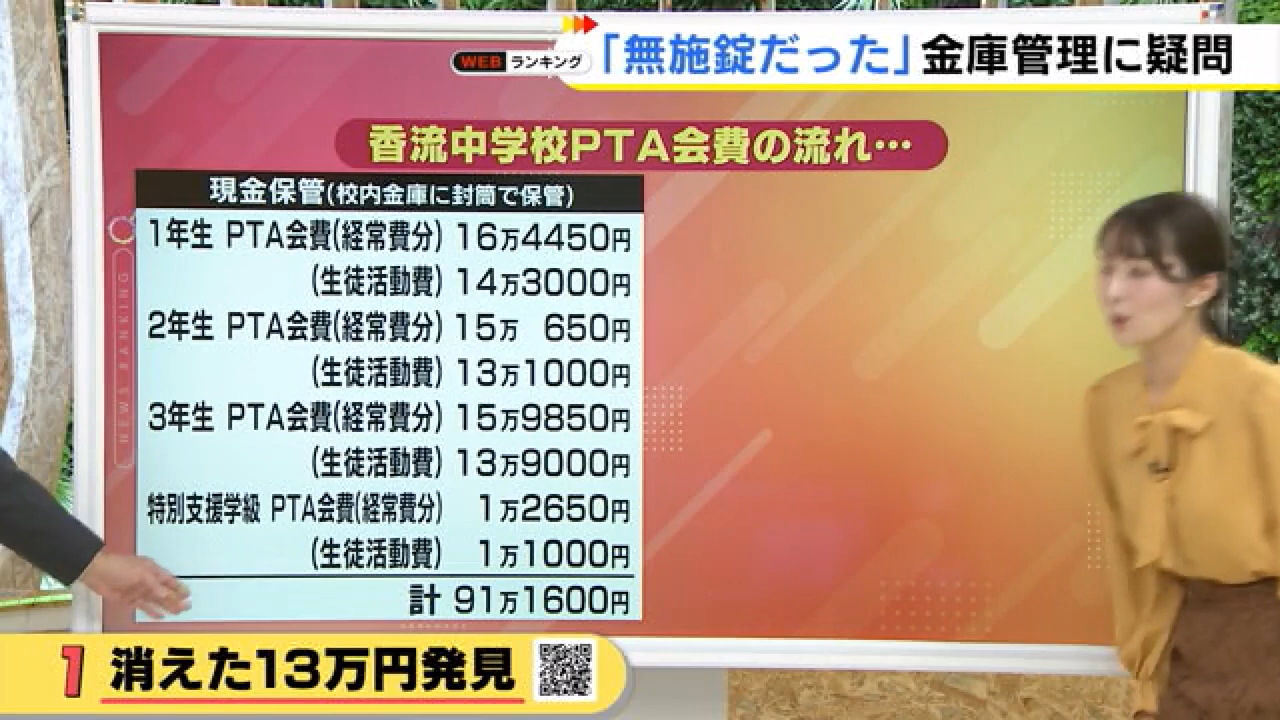 WEB ランキング
「無施錠だった」金庫管理に疑問
香流中学校PTA会費の流れ…
現金保管(校内金庫に封筒で保管)
1年生 PTA会費(経常費分) 16万4450円
(生徒活動費) 14万3000円
2年生 PTA会費(経常費分) 15万 650円
(生徒活動費) 13万1000円
3年生 PTA会費(経常費分) 15万9850円
(生徒活動費) 13万9000円
特別支援学級 PTA会費(経常費分) 1万2650円
(生徒活動費) 1万1000円
計 91万1600円
NEWS RANKING
1 消えた13万円発見